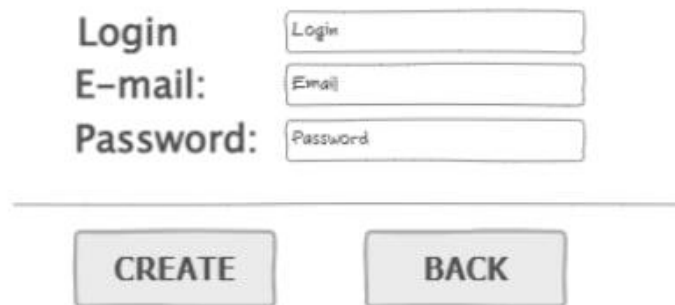 Login Login
E-mail: Email
Password: Password
CREATE BACK